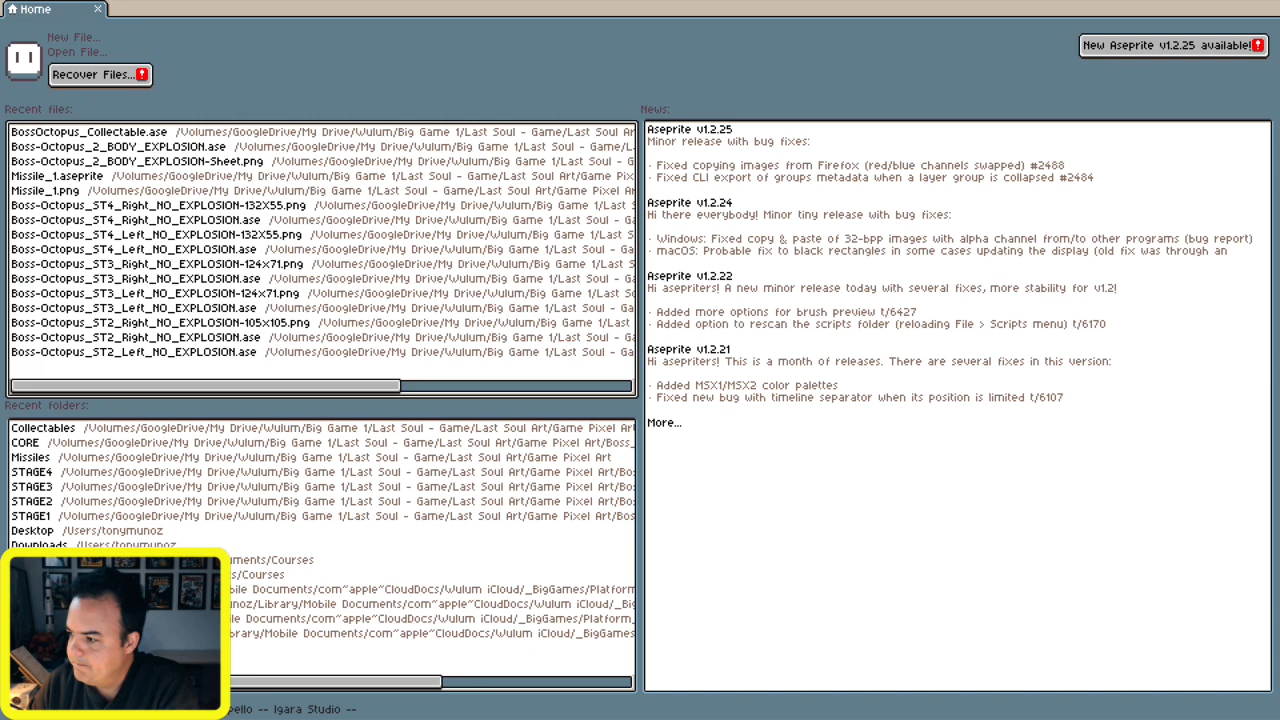 Home
New File...
Open File...
Recover Files...
New Aseprite v1.2.25 available!
Recent files:
BossOctopus_Collectable.ase /Volumes/GoogleDrive/My Drive/Wulum/Big Game 1/Last Soul - Game/Last Soul Ar
Boss-Octopus_2_BODY_EXPLOSION.ase /Volumes/GoogleDrive/My Drive/Wulum/Big Game 1/Last Soul - Game/L
Boss-Octopus_2_BODY_EXPLOSION-Sheet.png /Volumes/GoogleDrive/My Drive/Wulum/Big Game 1/Last Soul - G
Missile_1.aseprite /Volumes/GoogleDrive/My Drive/Wulum/Big Game 1/Last Soul - Game/Last Soul Art/Game Pix
Missile_1.png /Volumes/GoogleDrive/My Drive/Wulum/Big Game 1/Last Soul - Game/Last Soul Art/Game Pixel A
Boss-Octopus_ST4_Right_NO_EXPLOSION-132X55.png /Volumes/GoogleDrive/My Drive/Wulum/Big Game 1/Last
Boss-Octopus_ST4_Right_NO_EXPLOSION.ase /Volumes/GoogleDrive/My Drive/Wulum/Big Game 1/Last Soul - G
Boss-Octopus_ST4_Left_NO_EXPLOSION-132X55.png /Volumes/GoogleDrive/My Drive/Wulum/Big Game 1/Last S
Boss-Octopus_ST4_Left_NO_EXPLOSION.ase /Volumes/GoogleDrive/My Drive/Wulum/Big Game 1/Last Soul - Ga
Boss-Octopus_ST3_Right_NO_EXPLOSION-124x71.png /Volumes/GoogleDrive/My Drive/Wulum/Big Game 1/Last
Boss-Octopus_ST3_Right_NO_EXPLOSION.ase /Volumes/GoogleDrive/My Drive/Wulum/Big Game 1/Last Soul - G
Boss-Octopus_ST3_Left_NO_EXPLOSION-124x71.png /Volumes/GoogleDrive/My Drive/Wulum/Big Game 1/Last S
Boss-Octopus_ST3_Left_NO_EXPLOSION.ase /Volumes/GoogleDrive/My Drive/Wulum/Big Game 1/Last Soul - Ga
Boss-Octopus_ST2_Right_NO_EXPLOSION-105x105.png /Volumes/GoogleDrive/My Drive/Wulum/Big Game 1/Last
Boss-Octopus_ST2_Right_NO_EXPLOSION.ase /Volumes/GoogleDrive/My Drive/Wulum/Big Game 1/Last Soul - G
Boss-Octopus_ST2_Left_NO_EXPLOSION.ase /Volumes/GoogleDrive/My Drive/Wulum/Big Game 1/Last Soul - Ga
Recent folders:
Collectables /Volumes/GoogleDrive/My Drive/Wulum/Big Game 1/Last Soul - Game/Last Soul Art/Game Pixel Art
CORE /Volumes/GoogleDrive/My Drive/Wulum/Big Game 1/Last Soul - Game/Last Soul Art/Game Pixel Art/Boss_
Missiles /Volumes/GoogleDrive/My Drive/Wulum/Big Game 1/Last Soul - Game/Last Soul Art/Game Pixel Art
STAGE4 /Volumes/GoogleDrive/My Drive/Wulum/Big Game 1/Last Soul - Game/Last Soul Art/Game Pixel Art/Bos
STAGE3 /Volumes/GoogleDrive/My Drive/Wulum/Big Game 1/Last Soul - Game/Last Soul Art/Game Pixel Art/Bos
STAGE2 /Volumes/GoogleDrive/My Drive/Wulum/Big Game 1/Last Soul - Game/Last Soul Art/Game Pixel Art/Bos
STAGE1 /Volumes/GoogleDrive/My Drive/Wulum/Big Game 1/Last Soul - Game/Last Soul Art/Game Pixel Art/Bos
Desktop /Users/tonymunoz
Downloads /Users/tonymunoz
uments/Courses
s/Courses
bile Documents/com~apple~CloudDocs/Wulum iCloud/_BigGames/Platform
noz/Library/Mobile Documents/com~apple~CloudDocs/Wulum iCloud/_Big
bile Documents/com~apple~CloudDocs/Wulum iCloud/_BigGames/Platform_
brary/Mobile Documents/com~apple~CloudDocs/Wulum iCloud/_BigGames
pello -- Igara Studio --
News:
Aseprite v1.2.25
Minor release with bug fixes:
- Fixed copying images from Firefox (red/blue channels swapped) #2488
- Fixed CLI export of groups metadata when a layer group is collapsed #2484
Aseprite v1.2.24
Hi there everybody! Minor tiny release with bug fixes:
- Windows: Fixed copy & paste of 32-bpp images with alpha channel from/to other programs (bug report)
- macOS: Probable fix to black rectangles in some cases updating the display (old fix was through an
Aseprite v1.2.22
Hi asepriters! A new minor release today with several fixes, more stability for v1.2!
- Added more options for brush preview t/6427
- Added option to rescan the scripts folder (reloading File > Scripts menu) t/6170
Aseprite v1.2.21
Hi asepriters! This is a month of releases. There are several fixes in this version:
- Added MSX1/MSX2 color palettes
- Fixed new bug with timeline separator when its position is limited t/6107
More...